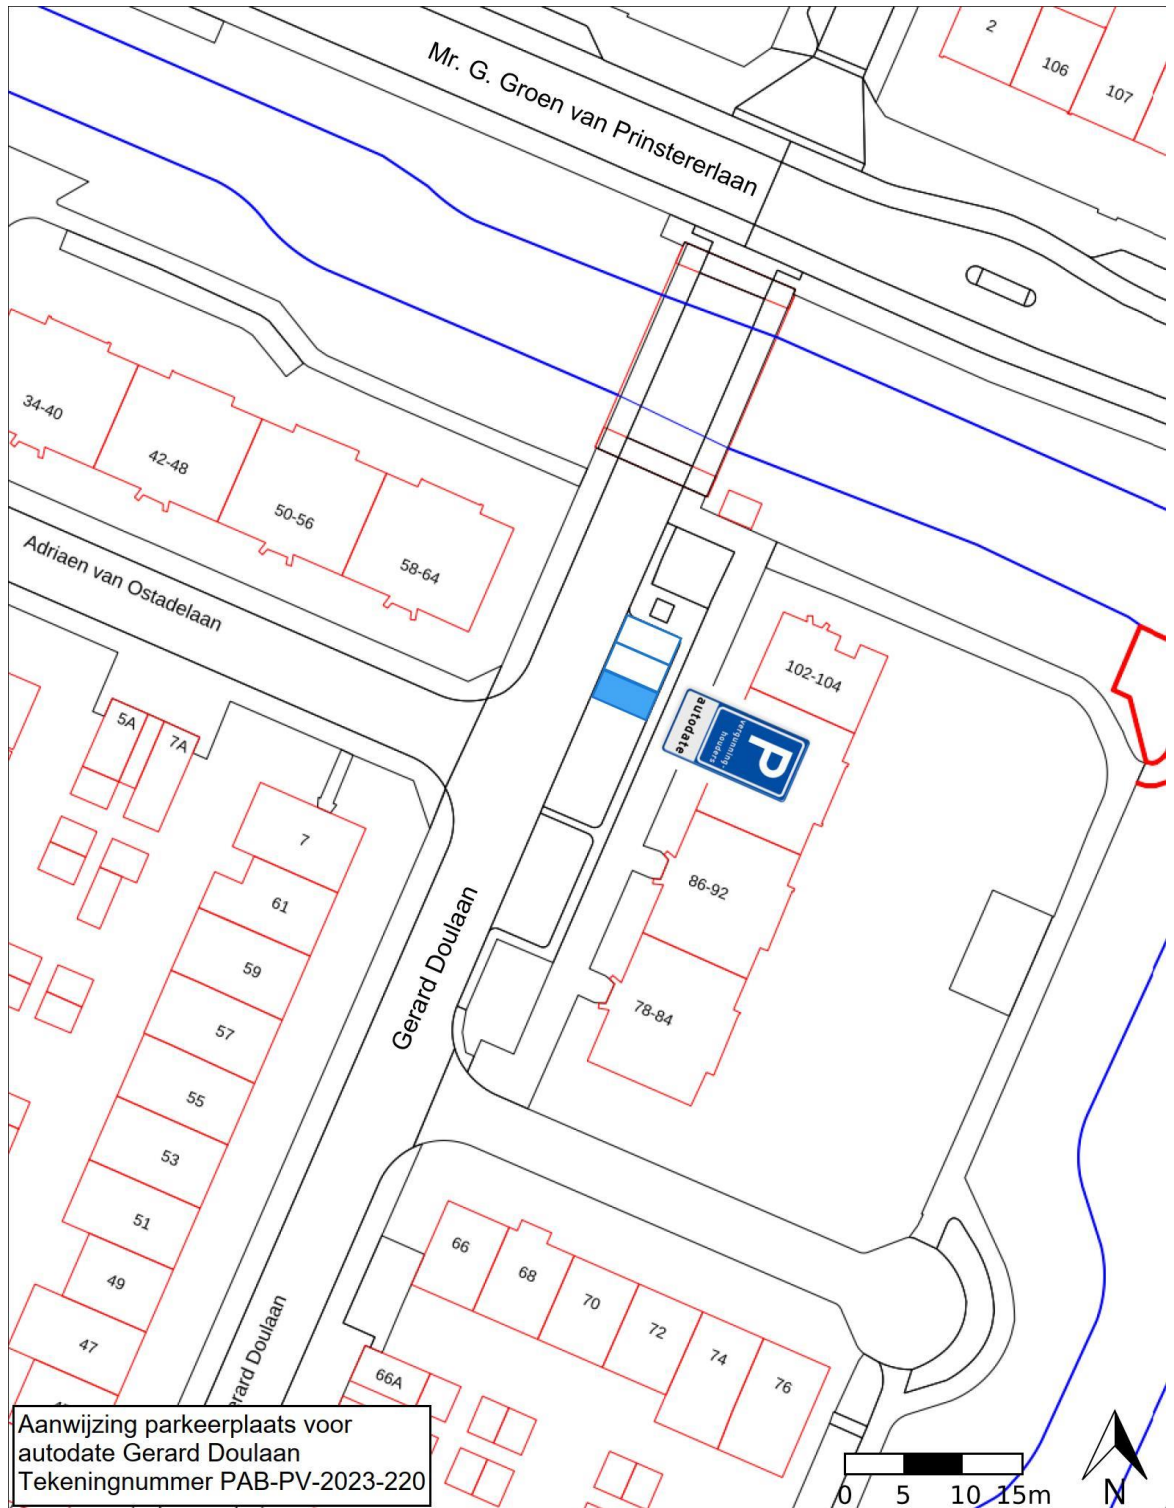 2
106
107
Mr. G. Groen van Prinstererlaan
34-40
42-48
50-56
58-64
Adriaen van Ostadelaan
102-104
autodate
vergunning-
houders
P
5A
7A
7
61
86-92
59
Gerard Doulaan
78-84
57
55
53
51
66
49
68
70
47
72
74
76
66A
erard Doulaan
Aanwijzing parkeerplaats voor
autodate Gerard Doulaan
Tekeningnummer PAB-PV-2023-220
0 5 10 15m
N